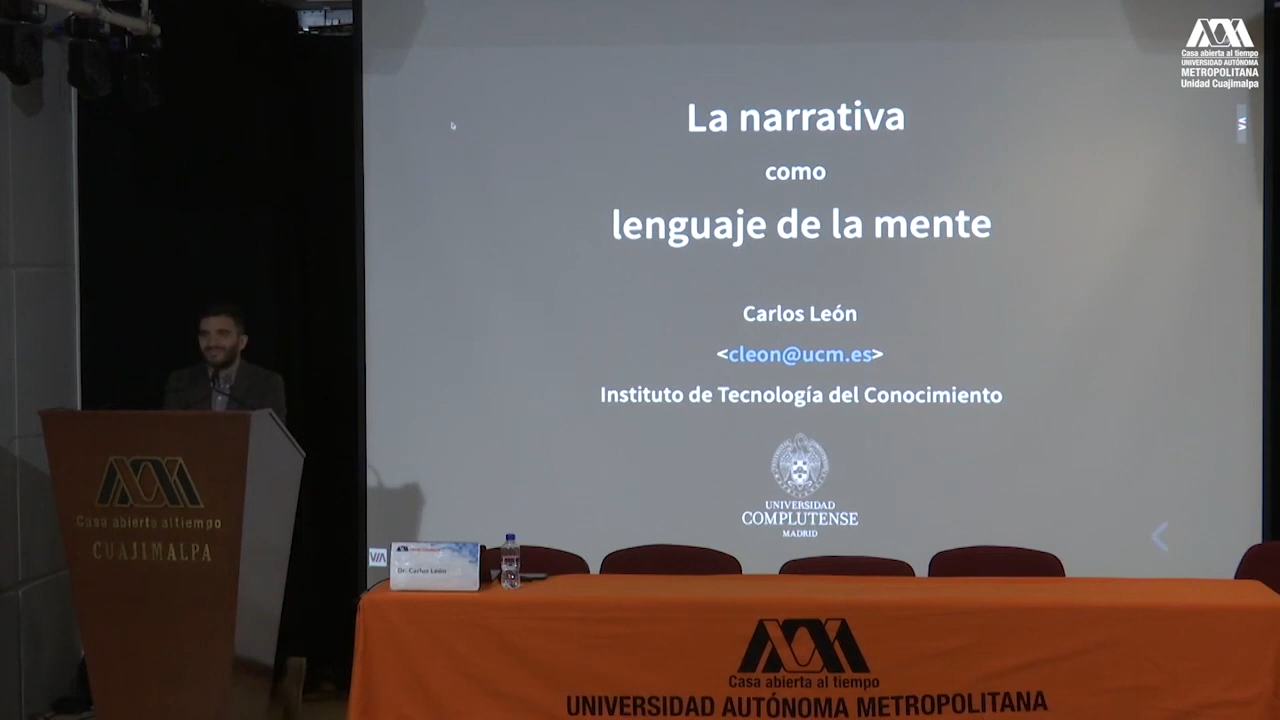 Casa abierta al tiempo
UNIVERSIDAD AUTÓNOMA
METROPOLITANA
Unidad Cuajimalpa
La narrativa
como
lenguaje de la mente
Carlos León
<cleon@ucm.es>
Instituto de Tecnología del Conocimiento
UNIVERSIDAD
COMPLUTENSE
MADRID
Casa abierta al tiempo
CUAJIMALPA
Dr. Carlos León
Casa abierta al tiempo
UNIVERSIDAD AUTÓNOMA METROPOLITANA